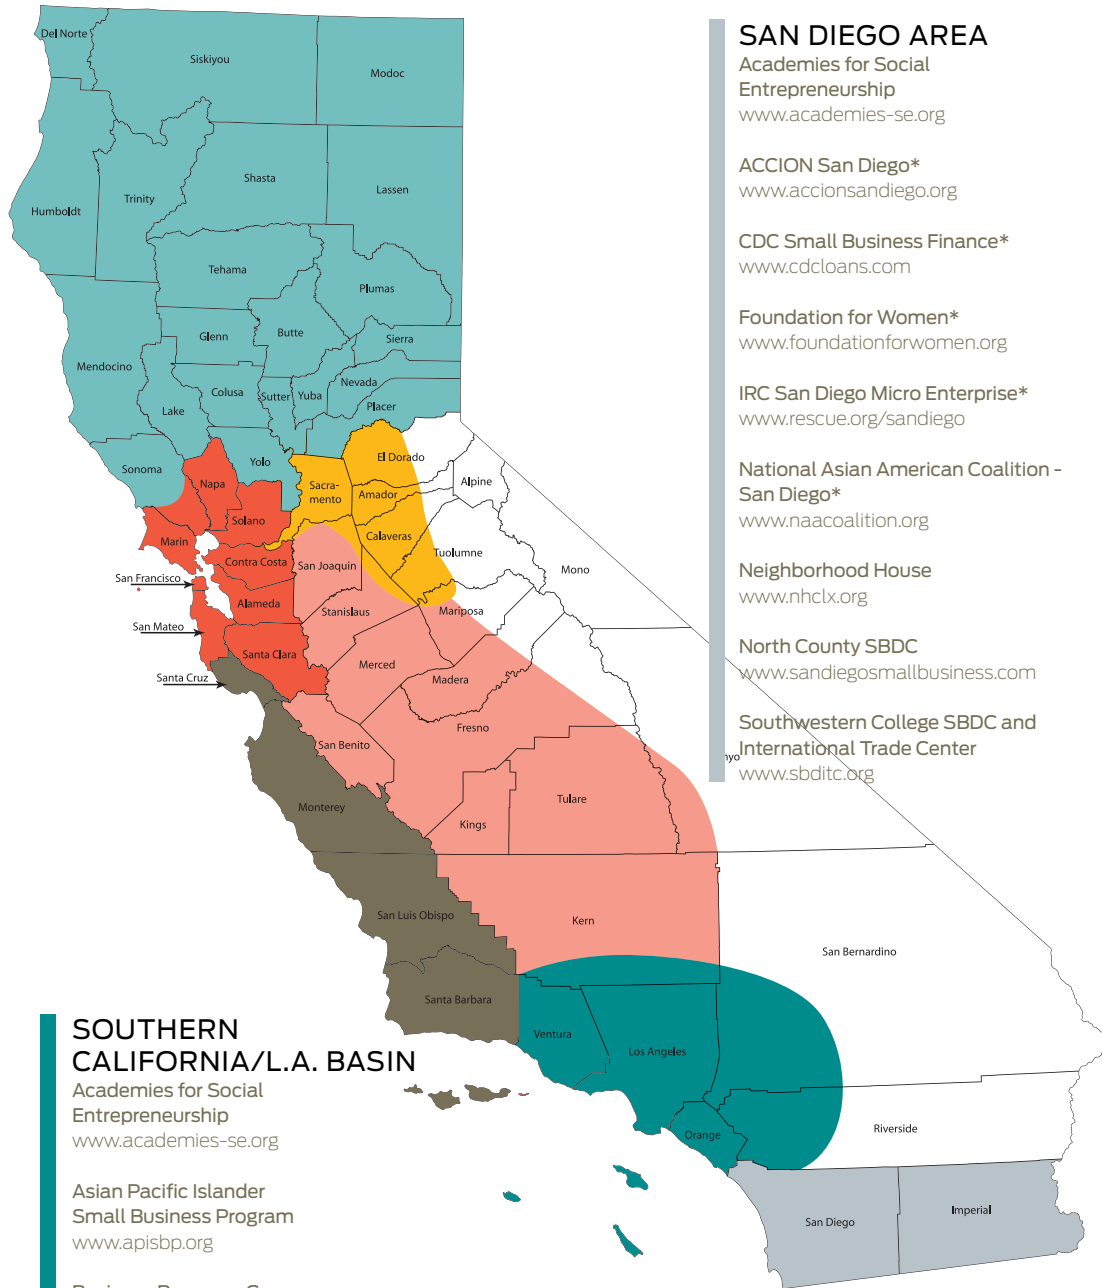 Del Norte
Siskiyou
Modoc
Humboldt
Trinity
Shasta
Lassen
Tehama
Plumas
Mendocino
Glenn
Butte
Sierra
Lake
Colusa
Sutter
Yuba
Nevada
Placer
Sonoma
Napa
Yolo
Sacra-
mento
El Dorado
Alpine
Amador
Solano
Marin
Calaveras
Tuolumne
Mono
Contra Costa
San Joaquin
San Francisco
Alameda
Stanislaus
Mariposa
San Mateo
Santa Clara
Merced
Santa Cruz
Madera
Fresno
San Benito
nyo
Monterey
Kings
Tulare
San Luis Obispo
Kern
San Bernardino
Santa Barbara
Ventura
Los Angeles
Orange
Riverside
San Diego
Imperial
SAN DIEGO AREA
Academies for Social
Entrepreneurship
www.academies-se.org
ACCION San Diego*
www.accionsandiego.org
CDC Small Business Finance*
www.cdcloans.com
Foundation for Women*
www.foundationforwomen.org
IRC San Diego Micro Enterprise*
www.rescue.org/sandiego
National Asian American Coalition -
San Diego*
www.naacoalition.org
Neighborhood House
www.nhclx.org
North County SBDC
www.sandiegosmallbusiness.com
Southwestern College SBDC and
International Trade Center
www.sbditc.org
SOUTHERN
CALIFORNIA/L.A. BASIN
Academies for Social
Entrepreneurship
www.academies-se.org
Asian Pacific Islander
Small Business Program
www.apisbp.org